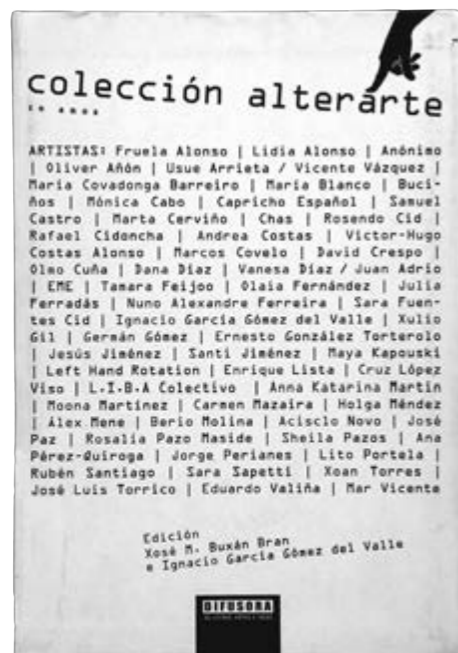 colección alterarte
ARTISTAS: Fruela Alonso | Lidia Alonso | Anónimo
| Oliver Añón | Usue Arrieta / Vicente Vázquez |
María Covadonga Barreiro | María Blanco | Buci-
ños | Mónica Cabo | Capricho Español | Samuel
Castro | Marta Cerviño | Chas | Rosendo Cid |
Rafael Cidoncha | Andrea Costas | Víctor-Hugo
Costas Alonso | Marcos Covelo | David Crespo |
Olmo Cuña | Dana Díaz | Vanesa Díaz / Juan Adrio
| EME | Tamara Feijoo | Olaia Fernández | Julia
Ferradás | Nuno Alexandre Ferreira | Sara Fuen-
tes Cid | Ignacio García Gómez del Valle | Xulio
Gil | Germán Gómez | Ernesto González Torterolo
| Jesús Jiménez | Santi Jiménez | Maya Kapouski
| Left Hand Rotation | Enrique Lista | Cruz López
Viso | L.I.B.A Colectivo | Anna Katarina Martin
| Moona Martínez | Carmen Mazaira | Holga Méndez
| Álex Mene | Berio Molina | Acisclo Novo | José
Paz | Rosalía Pazo Maside | Sheila Pazos | Ana
Pérez-Quiroga | Jorge Perianes | Lito Portela |
Rubén Santiago | Sara Sapetti | Xoan Torres |
José Luis Torrico | Eduardo Valiña | Mar Vicente
Edición
Xosé M. Buxán Bran
e Ignacio García Gómez del Valle
DIFUSORA